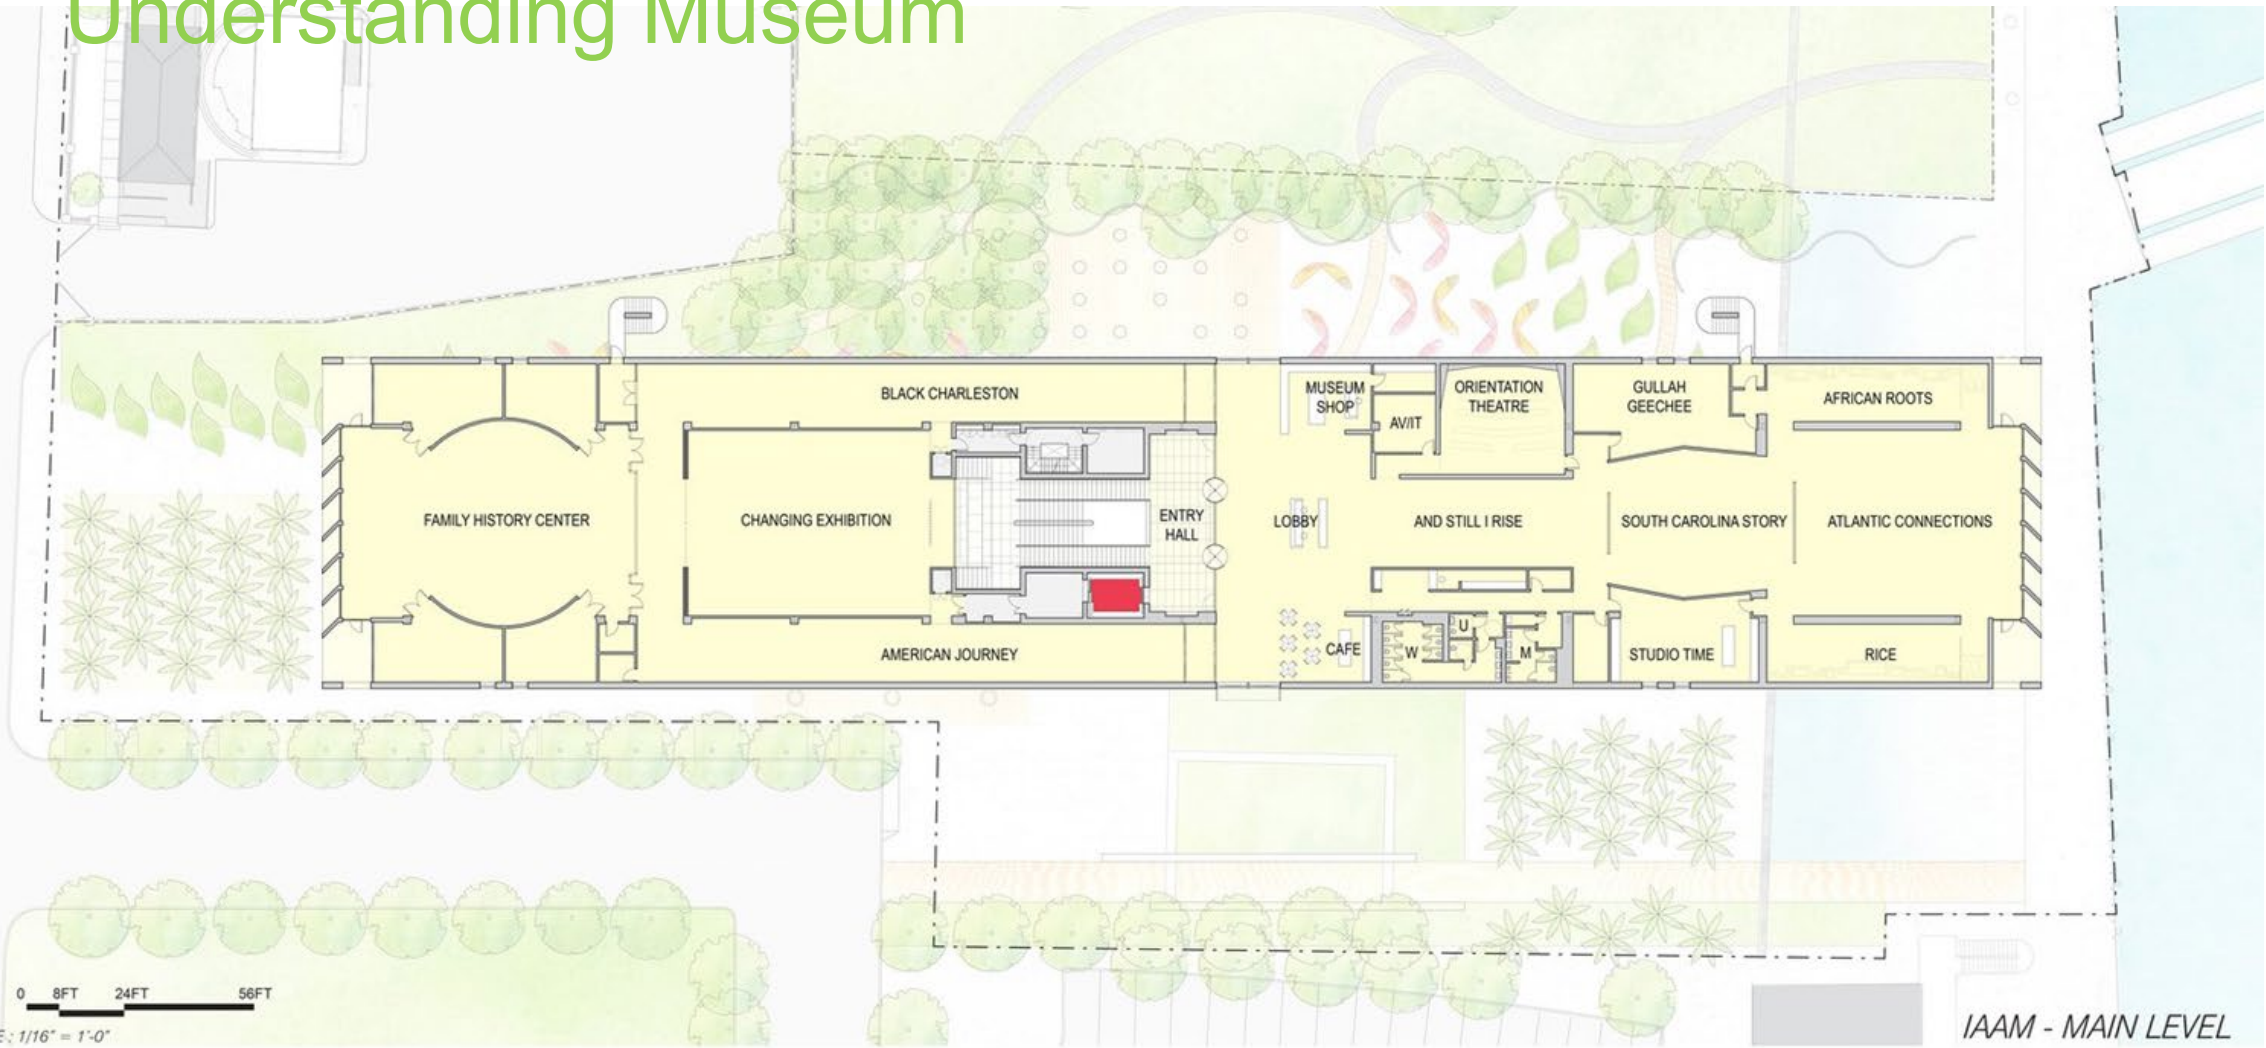 Understanding Museum
BLACK CHARLESTON
MUSEUM
SHOP
AV/IT
ORIENTATION
THEATRE
GULLAH
GEECHEE
AFRICAN ROOTS
FAMILY HISTORY CENTER
CHANGING EXHIBITION
ENTRY
HALL
LOBBY
AND STILL I RISE
SOUTH CAROLINA STORY
ATLANTIC CONNECTIONS
AMERICAN JOURNEY
CAFE
W
U
M
STUDIO TIME
RICE
0 8FT 24FT 56FT
E: 1/16" = 1'-0"
IAAM - MAIN LEVEL